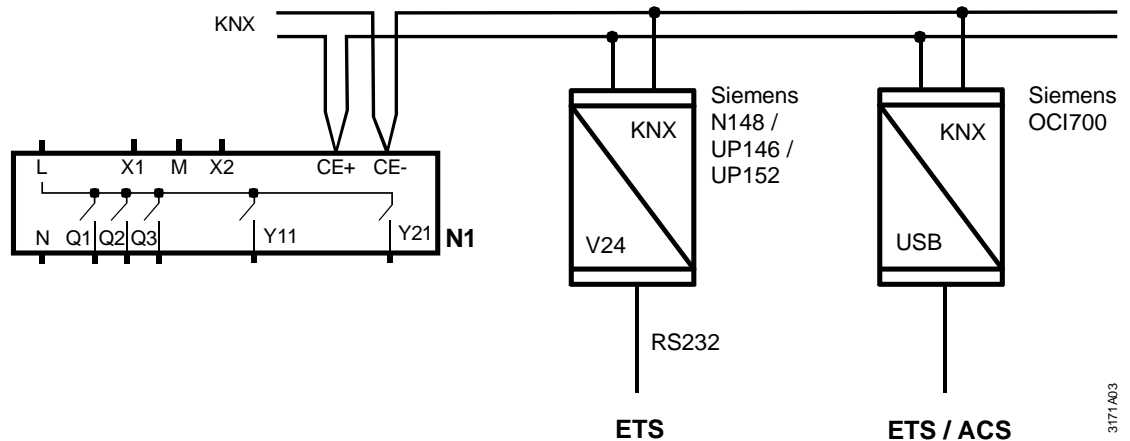 KNX
Siemens
N148 /
UP146 /
UP152
Siemens
OCI700
KNX
KNX
L X1 M X2 CE+ CE-
N Q1 Q2 Q3 Y11 Y21 N1
V24
USB
RS232
ETS
ETS / ACS
3171A03